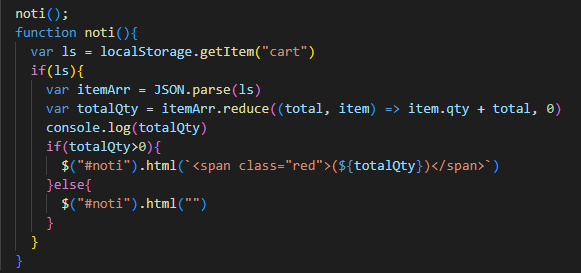 noti();
function noti(){
var ls = localStorage.getItem("cart")
if(ls){
var itemArr = JSON.parse(ls)
var totalQty = itemArr.reduce((total, item) => item.qty + total, 0)
console.log(totalQty)
if(totalQty>0){
$("#noti").html(`<span class="red">(${totalQty})</span>`)
}else{
$("#noti").html("")
}
}
}